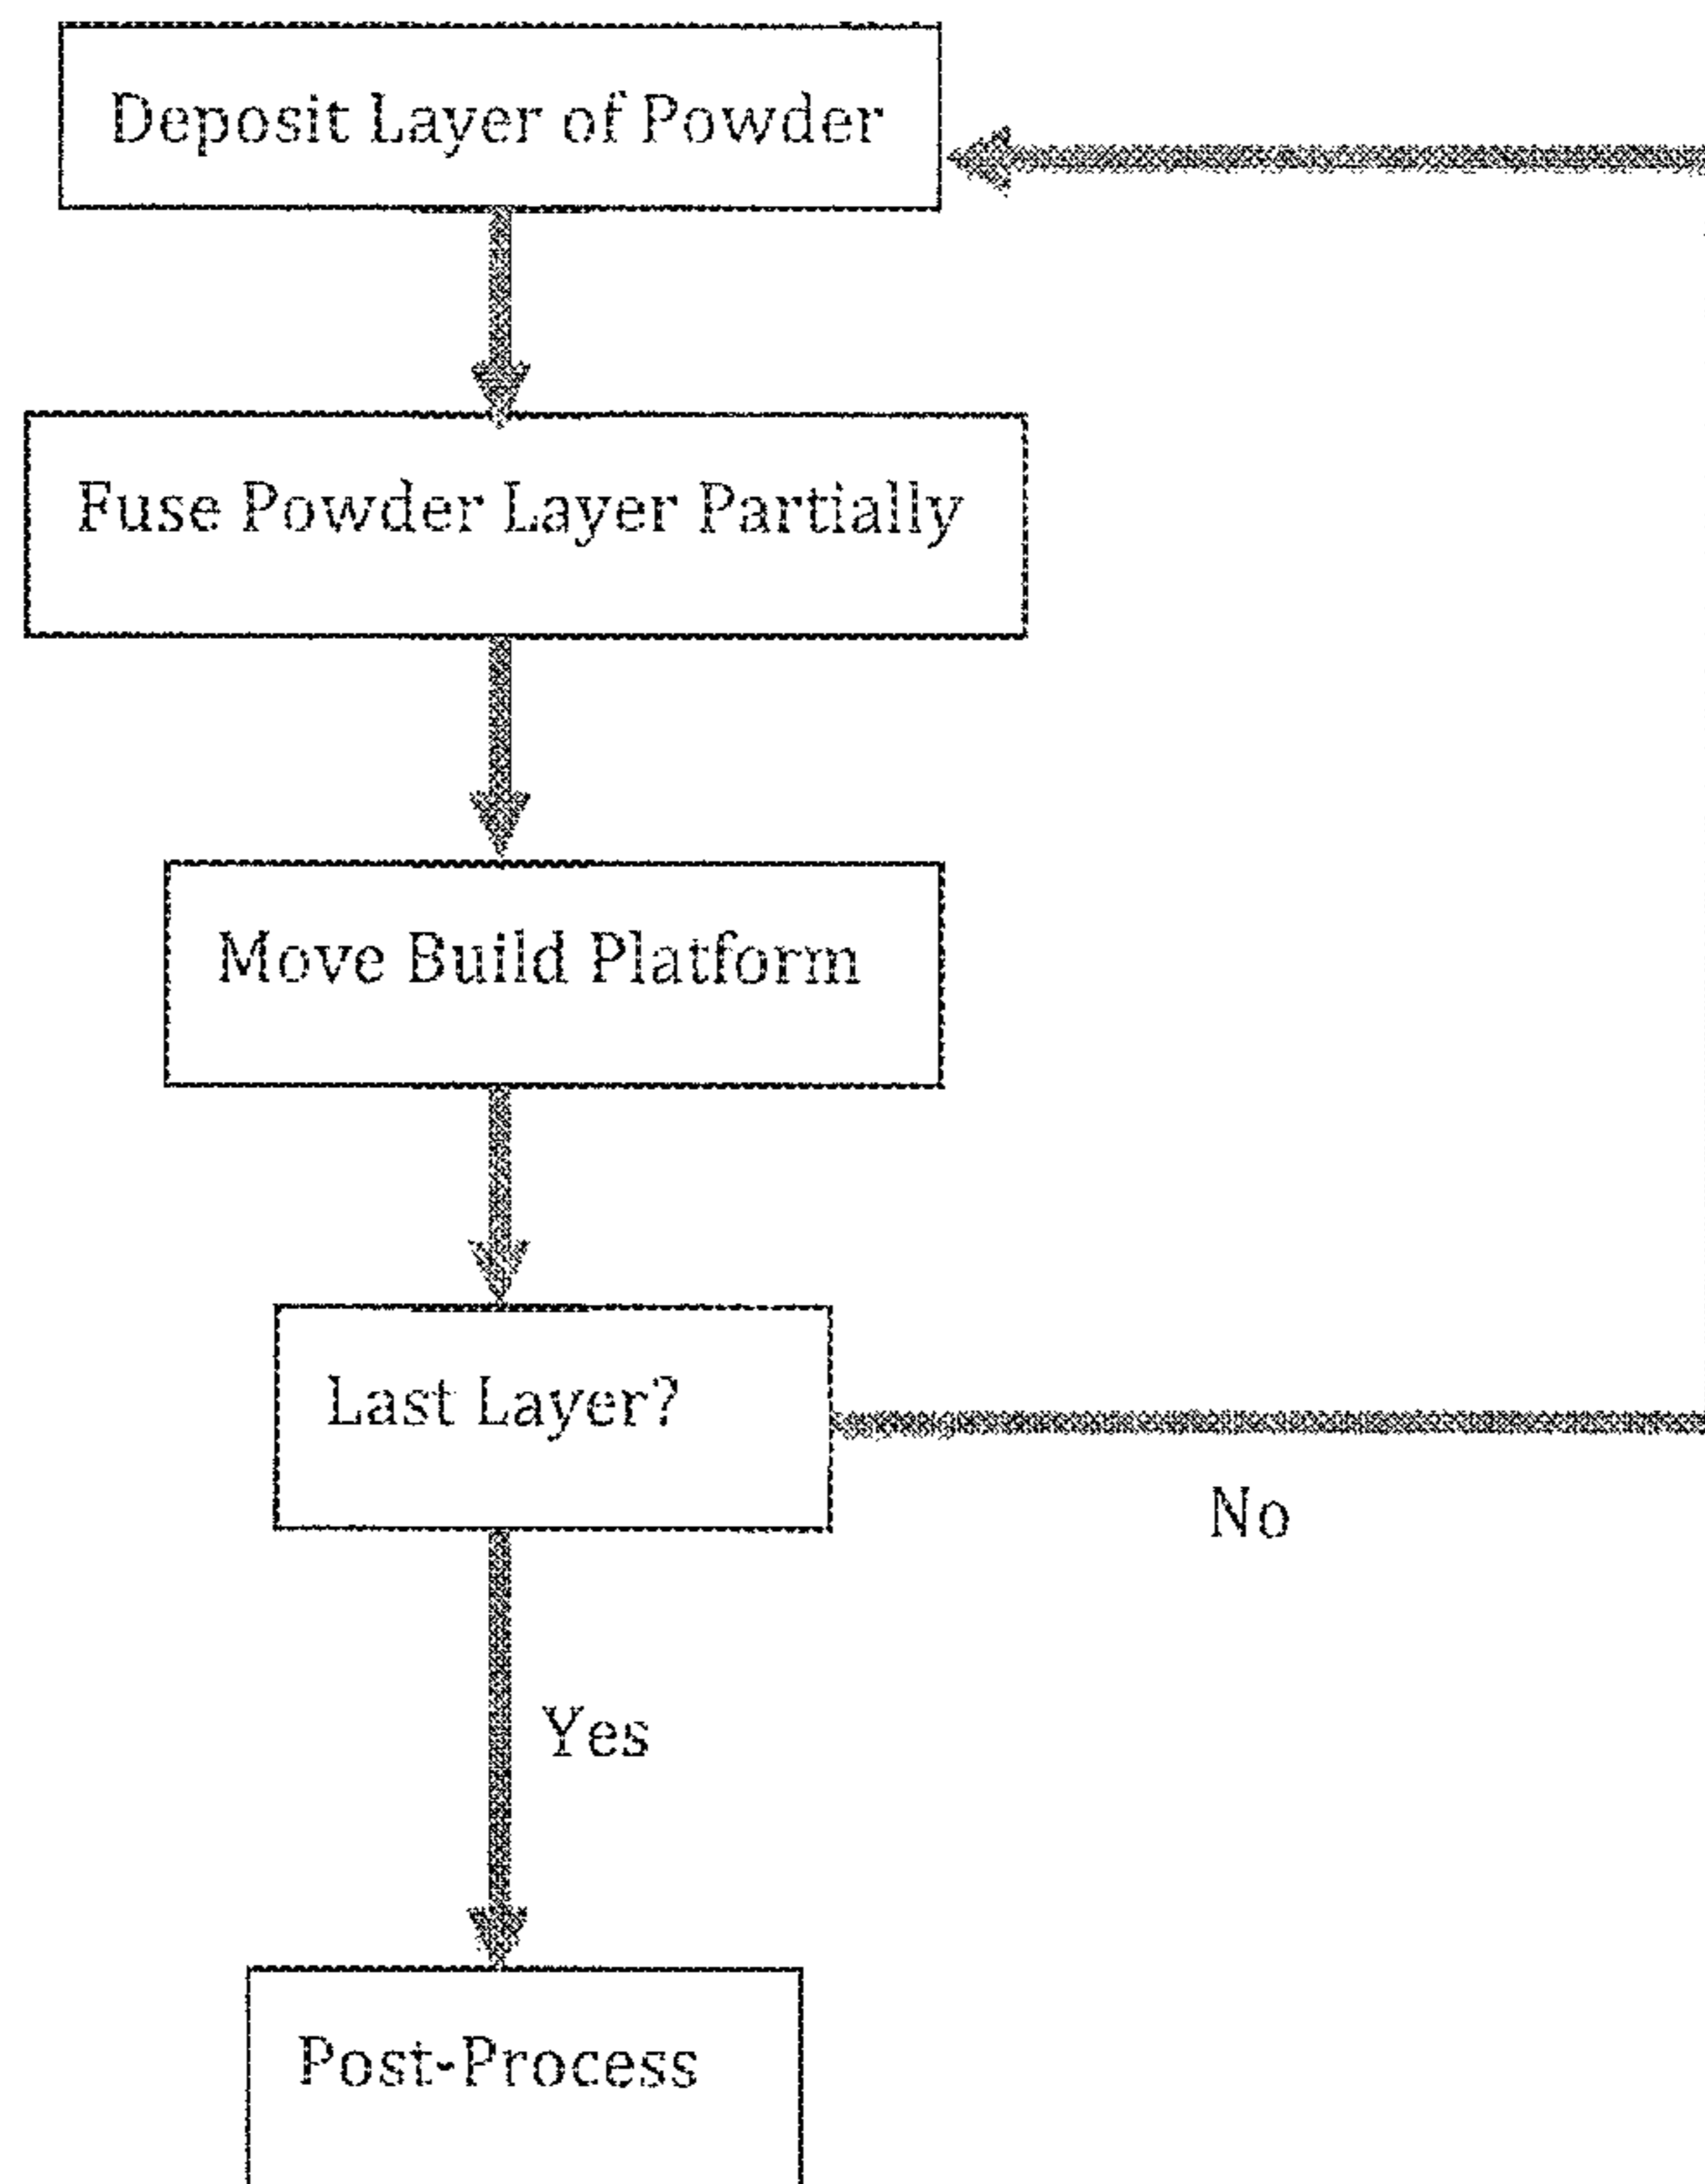 Deposit Layer of Powder
Fuse Powder Layer Partially
Move Build Platform
Last Layer?
No
Yes
Post-Process